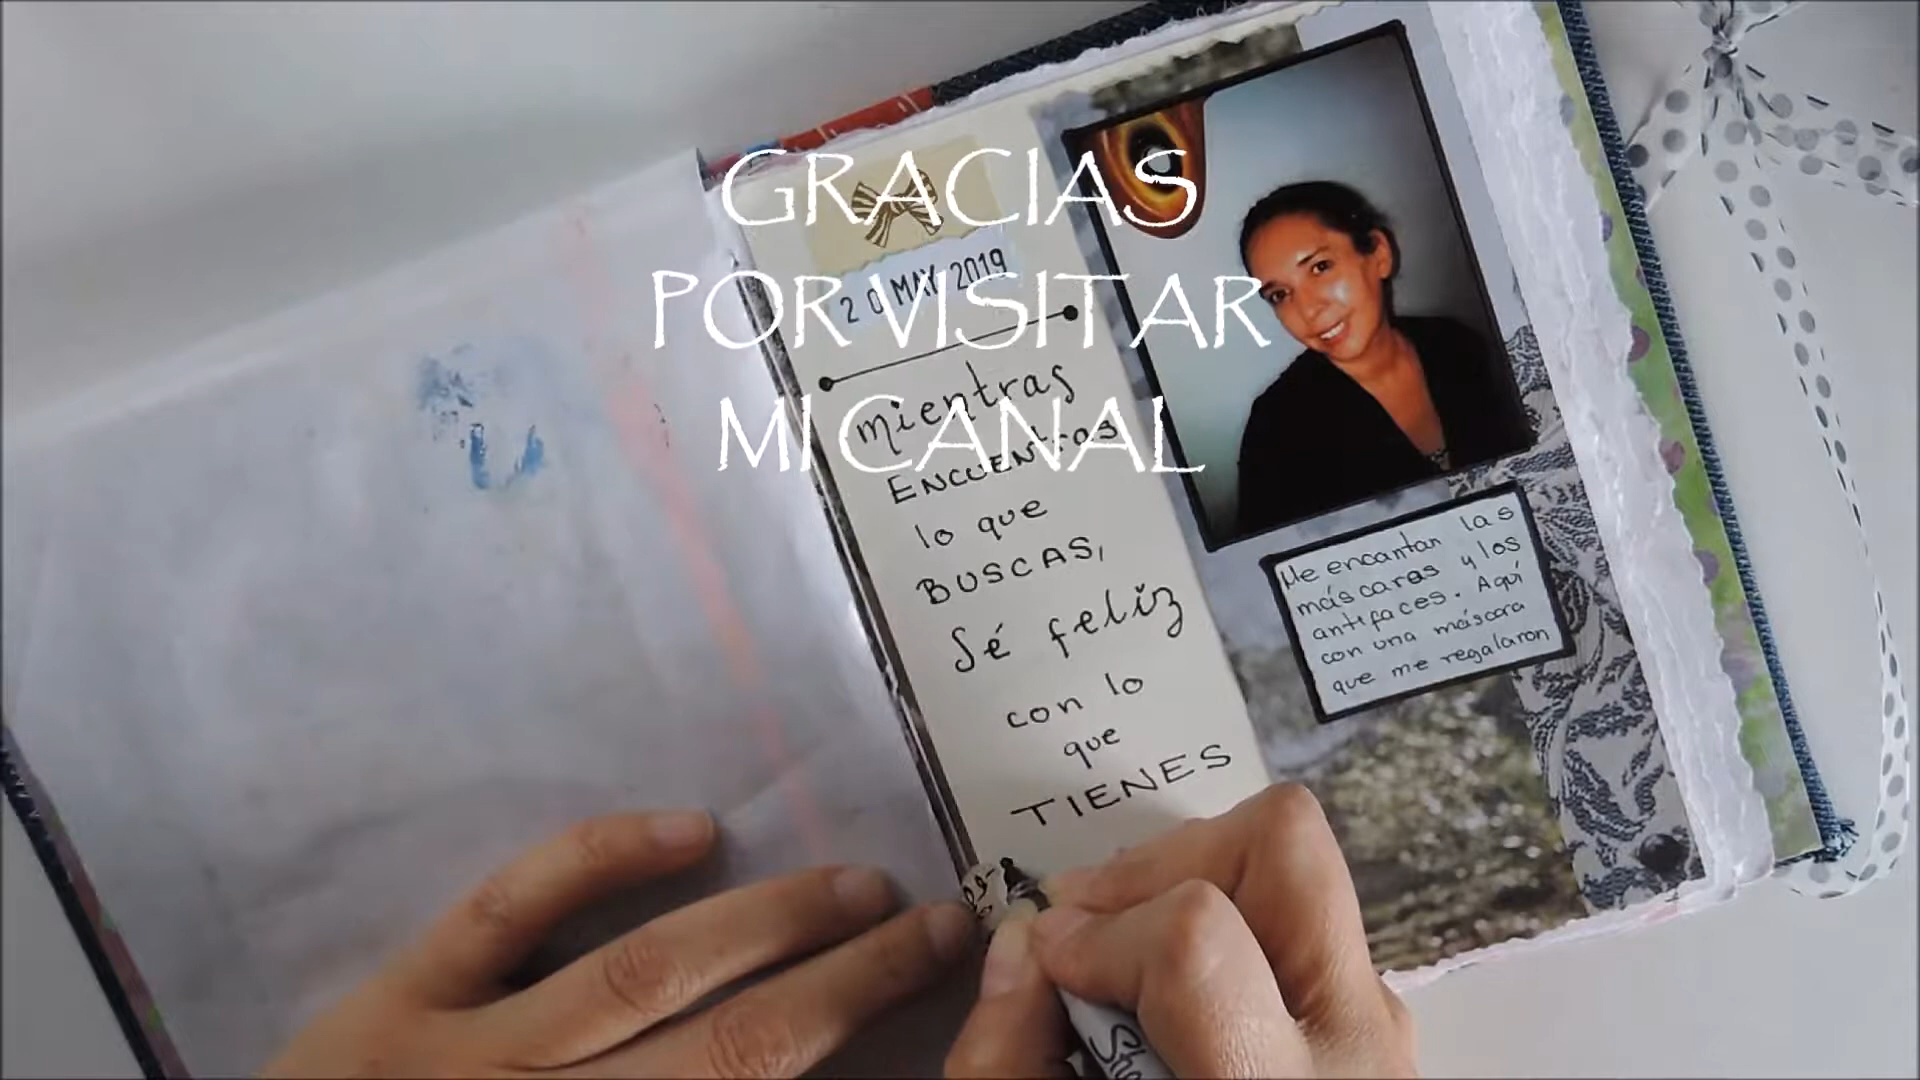 GRACIAS
POR VISITAR
MI CANAL
20 MAY 2019
mientras
ENCUENtras
lo que
BUSCAS,
Sé feliz
con lo
que
TIENES
Me encantan las
máscaras y los
antifaces. Aquí
con una máscara
que me regalaron